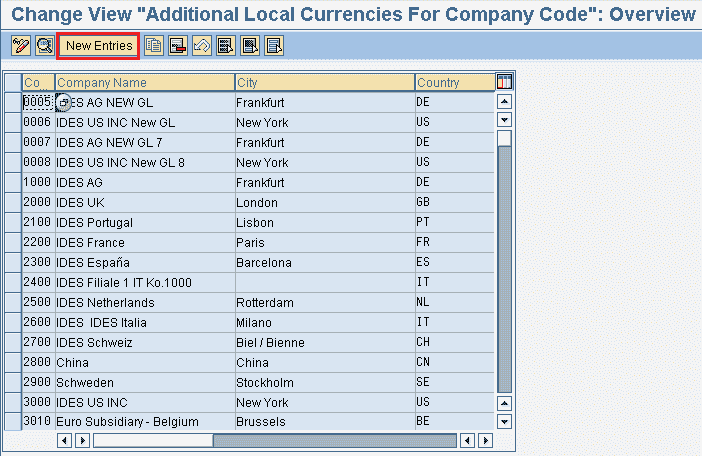 Change View "Additional Local Currencies For Company Code": Overview
New Entries
Co... Company Name City Country
0005 ES AG NEW GL Frankfurt DE
0006 IDES US INC New GL New York US
0007 IDES AG NEW GL 7 Frankfurt DE
0008 IDES US INC New GL 8 New York US
1000 IDES AG Frankfurt DE
2000 IDES UK London GB
2100 IDES Portugal Lisbon PT
2200 IDES France Paris FR
2300 IDES España Barcelona ES
2400 IDES Filiale 1 IT Ko.1000 IT
2500 IDES Netherlands Rotterdam NL
2600 IDES  IDES Italia Milano IT
2700 IDES Schweiz Biel / Bienne CH
2800 China China CN
2900 Schweden Stockholm SE
3000 IDES US INC New York US
3010 Euro Subsidiary - Belgium Brussels BE